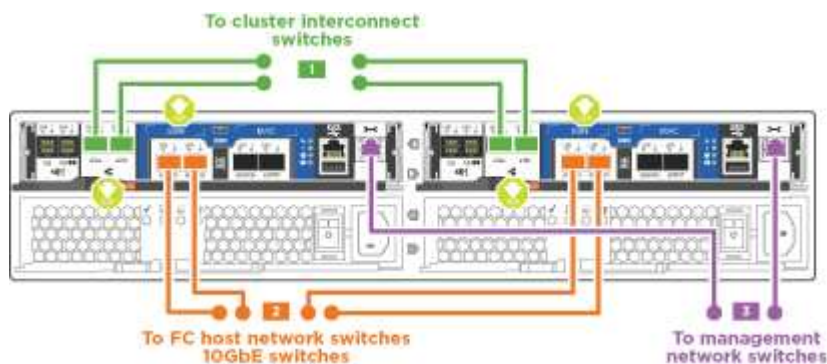 To cluster interconnect
switches
1
2
3
To FC host network switches
10GbE switches
To management
network switches